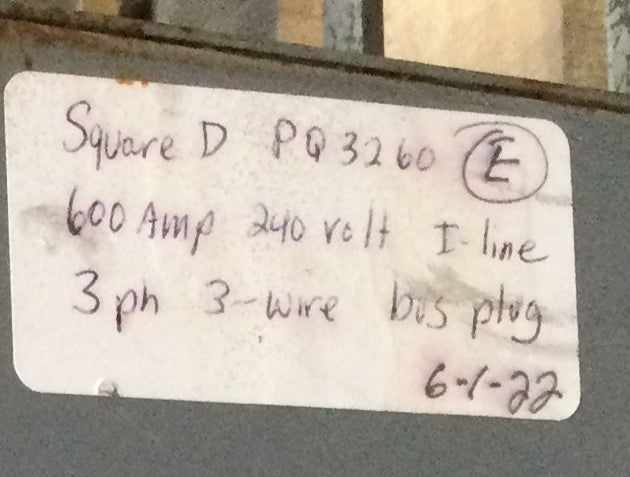 Square D PQ3260 E
600 Amp 240 volt I-line
3 ph 3-wire bus plug
6-1-22